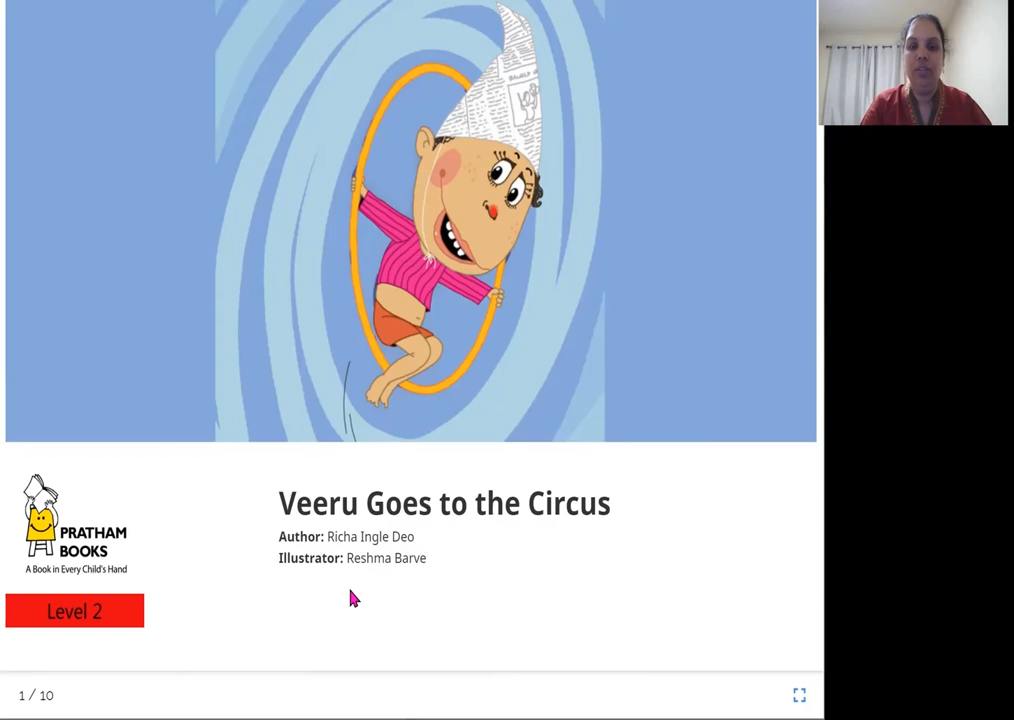 Veeru Goes to the Circus
Author: Richa Ingle Deo
Illustrator: Reshma Barve
PRATHAM
BOOKS
A Book in Every Child's Hand
Level 2
1 / 10